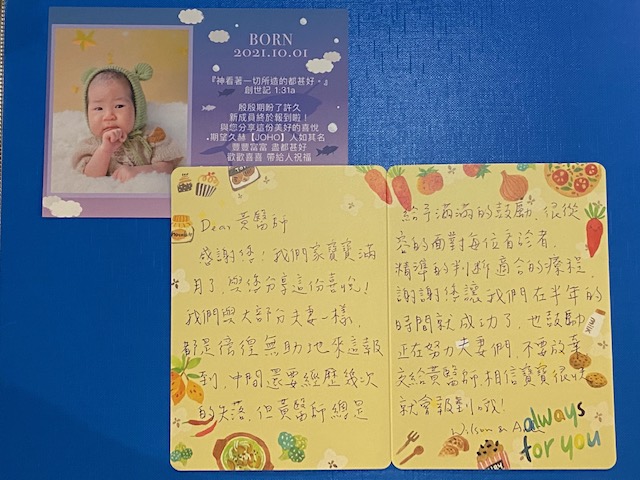 BORN
2021.10.01
『神看著一切所造的都甚好。』
創世記 1:31a
殷殷期盼了許久
新成員終於報到啦！
與您分享這份美好的喜悅
期望久赫【JOHO】人如其名
豐豐富富 盡都甚好
歡歡喜喜 帶給人祝福
Dear 黃醫師
感謝您！我們家寶寶滿
月了，與您分享這份喜悅！
我們與大部分夫妻一樣，
都是徬徨無助地來這報
到，中間還要經歷幾次
的失落，但黃醫師總是
給予滿滿的鼓勵，很從
容的面對每位看診者，
精準的判斷適合的療程，
謝謝您讓我們在半年的
時間就成功了，也鼓勵
正在努力夫妻們，不要放棄
交給黃醫師，相信寶寶很快
就會報到哦！
Wilson &
always
for you
MILK